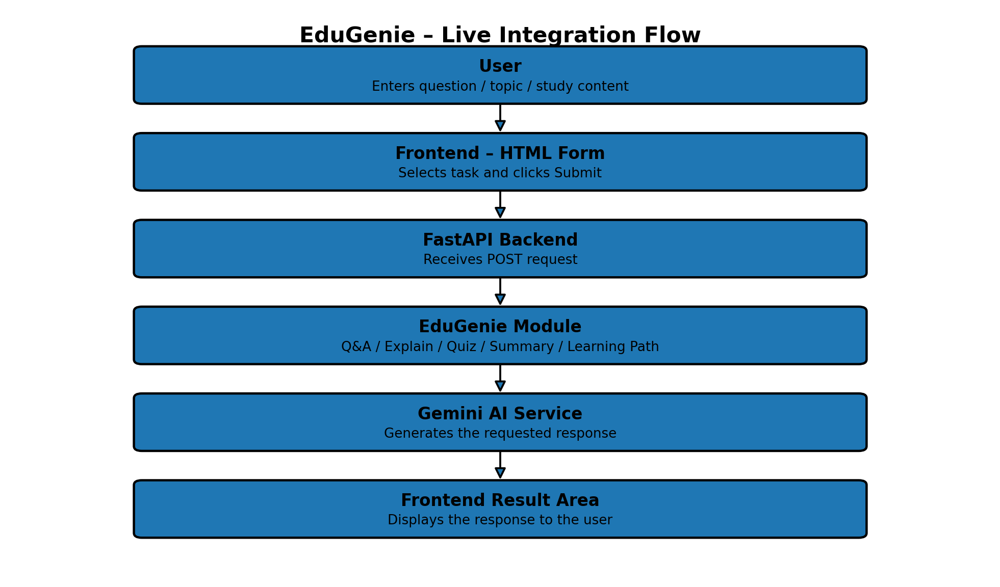 EduGenie – Live Integration Flow
User
Enters question / topic / study content
Frontend – HTML Form
Selects task and clicks Submit
FastAPI Backend
Receives POST request
EduGenie Module
Q&A / Explain / Quiz / Summary / Learning Path
Gemini AI Service
Generates the requested response
Frontend Result Area
Displays the response to the user